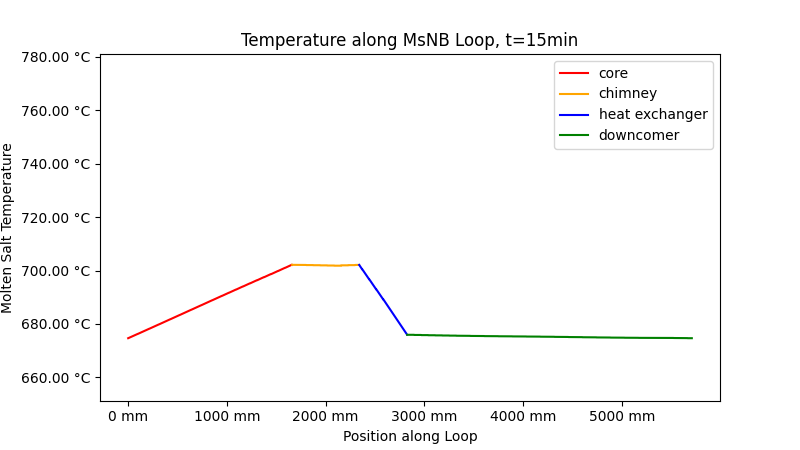 Temperature along MsNB Loop, t=15min
780.00 °C
760.00 °C
740.00 °C
720.00 °C
700.00 °C
680.00 °C
660.00 °C
Molten Salt Temperature
core
chimney
heat exchanger
downcomer
0 mm
1000 mm
2000 mm
3000 mm
4000 mm
5000 mm
Position along Loop